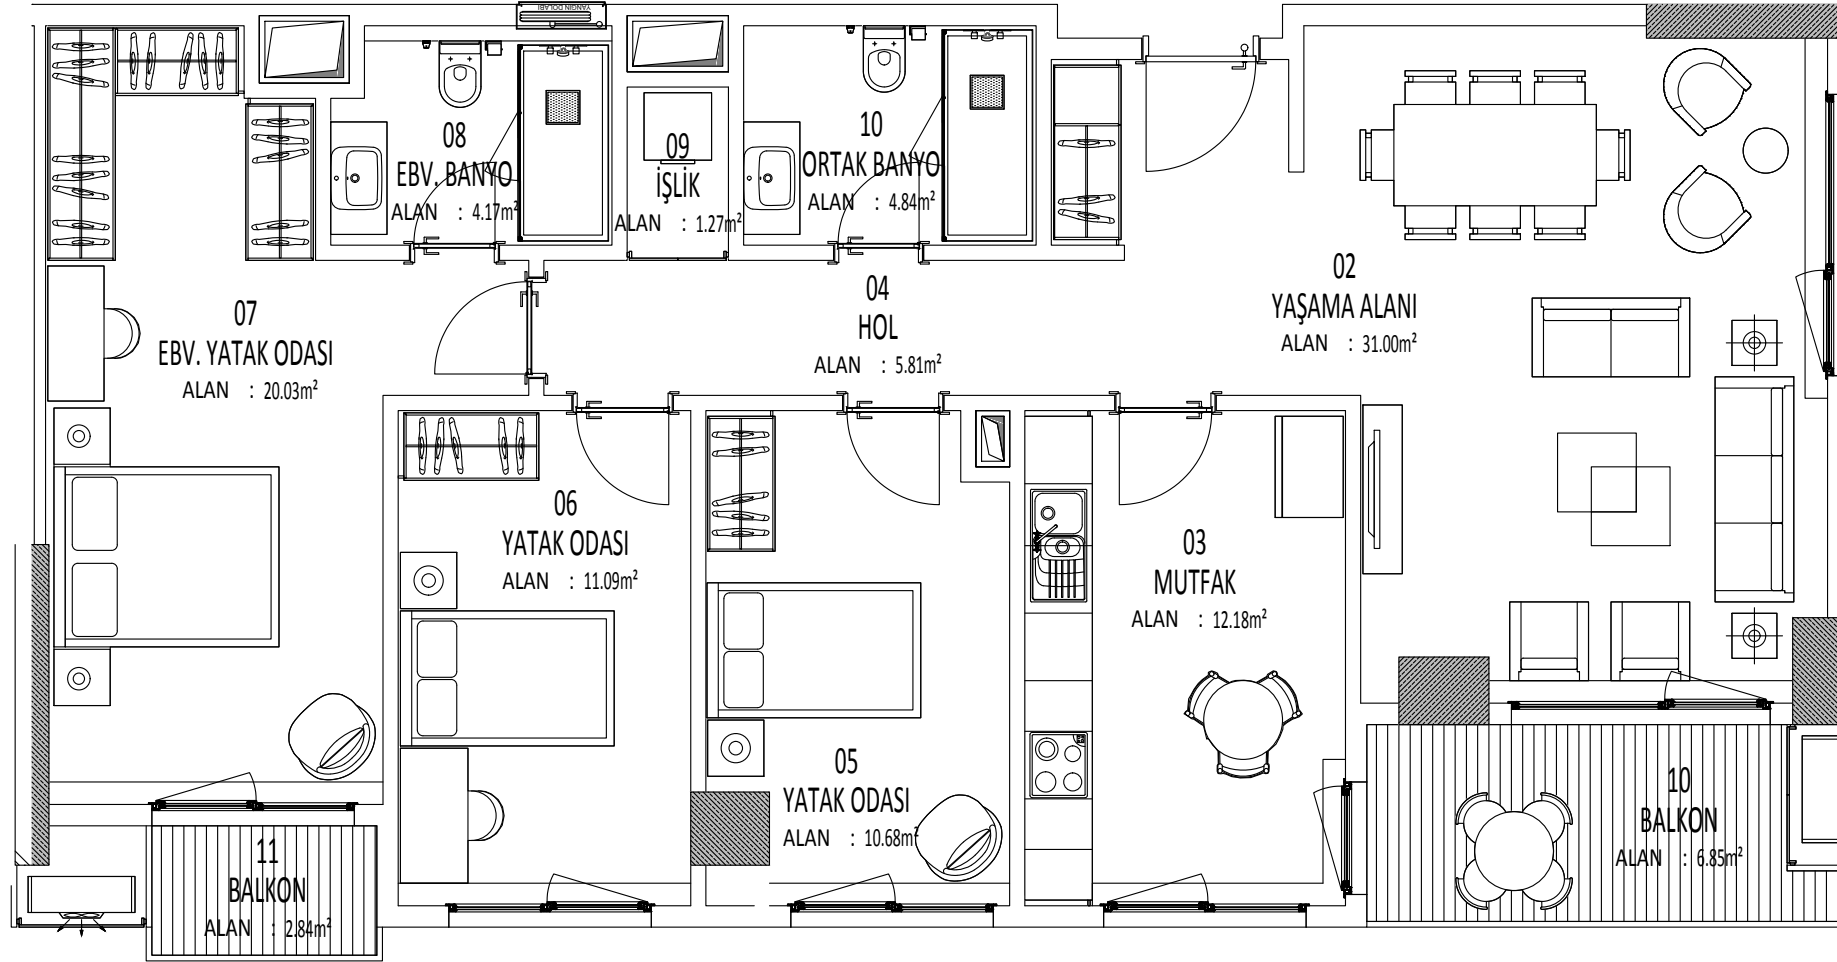 YANGIN DOLABI
08
EBV. BANYO
ALAN : 4.17m²
09
İŞLİK
ALAN : 1.27m²
10
ORTAK BANYO
ALAN : 4.84m²
02
YAŞAMA ALANI
ALAN : 31.00m²
04
HOL
ALAN : 5.81m²
07
EBV. YATAK ODASI
ALAN : 20.03m²
06
YATAK ODASI
ALAN : 11.09m²
03
MUTFAK
ALAN : 12.18m²
05
YATAK ODASI
ALAN : 10.68m²
10
BALKON
ALAN : 6.85m²
11
BALKON
ALAN : 2.84m²